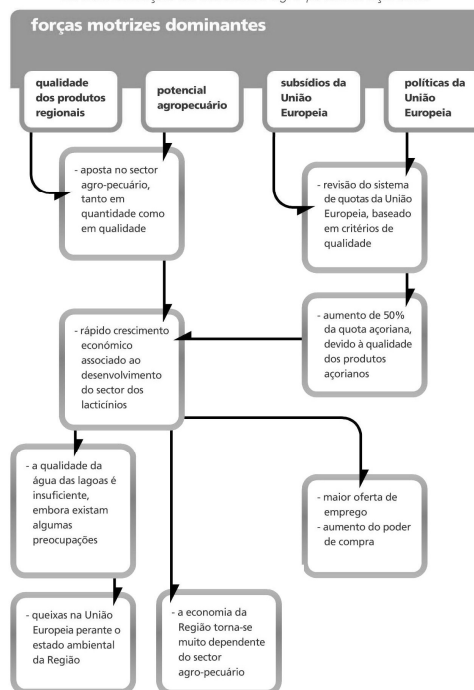 forças motrizes dominantes
qualidade
dos produtos
regionais
potencial
agropecuário
subsídios da
União
Europeia
políticas da
União
Europeia
- aposta no sector
agro-pecuário,
tanto em
quantidade como
em qualidade
- revisão do sistema
de quotas da União
Europeia, baseado
em critérios de
qualidade
- rápido crescimento
económico
associado ao
desenvolvimento
do sector dos
lacticínios
- aumento de 50%
da quota açoriana,
devido à qualidade
dos produtos
açorianos
- a qualidade da
água das lagoas é
insuficiente,
embora existam
algumas
preocupações
- maior oferta de
emprego
- aumento do poder
de compra
- queixas na União
Europeia perante o
estado ambiental
da Região
- a economia da
Região torna-se
muito dependente
do sector
agro-pecuário